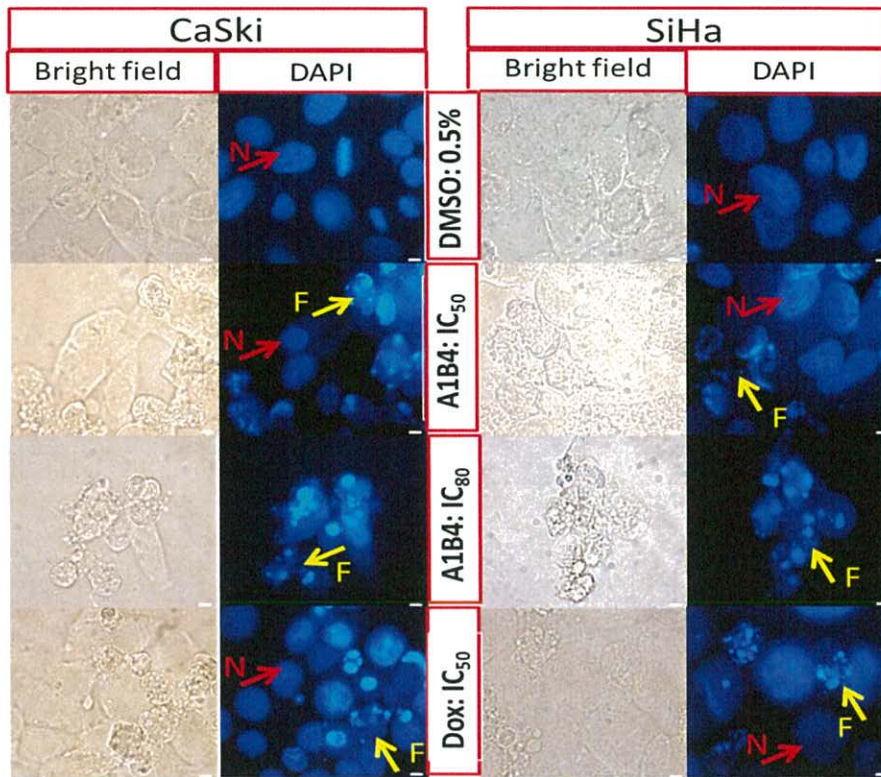 CaSki
SiHa
Bright field
DAPI
Bright field
DAPI
N
DMSO: 0.5%
N
F
N
A1B4: IC50
N
F
F
A1B4: IC80
F
N
F
Dox: IC50
F
N